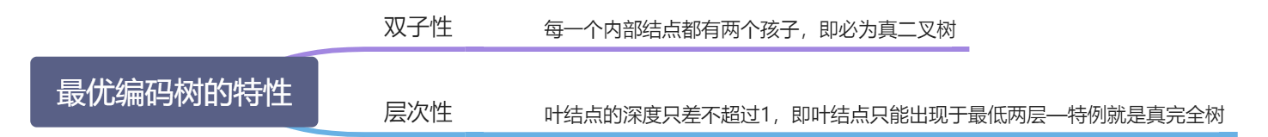 双子性
每一个内部结点都有两个孩子，即必为真二叉树
最优编码树的特性
层次性
叶结点的深度只差不超过1，即叶结点只能出现于最低两层—特例就是真完全树